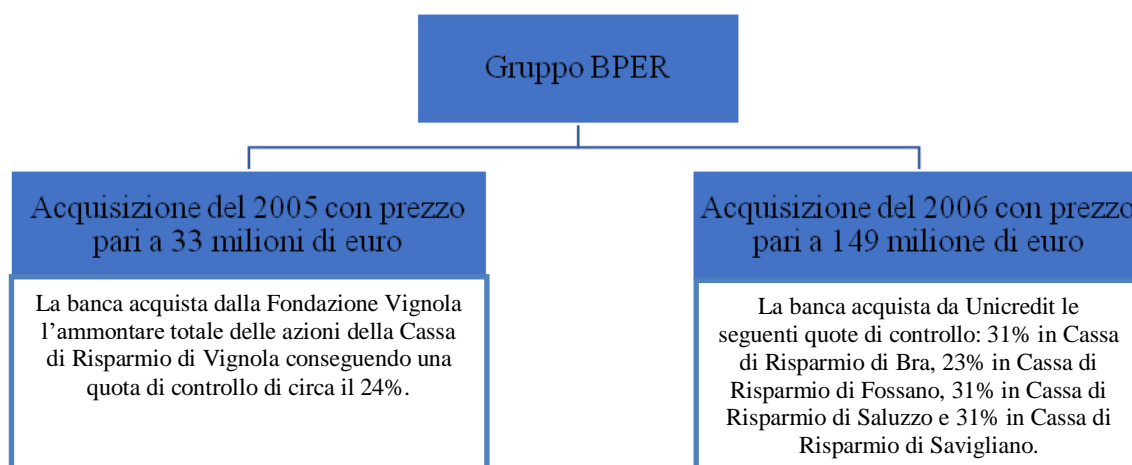 Gruppo BPER
Acquisizione del 2005 con prezzo
pari a 33 milioni di euro
La banca acquista dalla Fondazione Vignola
l’ammontare totale delle azioni della Cassa
di Risparmio di Vignola conseguendo una
quota di controllo di circa il 24%.
Acquisizione del 2006 con prezzo
pari a 149 milione di euro
La banca acquista da Unicredit le
seguenti quote di controllo: 31% in Cassa
di Risparmio di Bra, 23% in Cassa di
Risparmio di Fossano, 31% in Cassa di
Risparmio di Saluzzo e 31% in Cassa di
Risparmio di Savigliano.